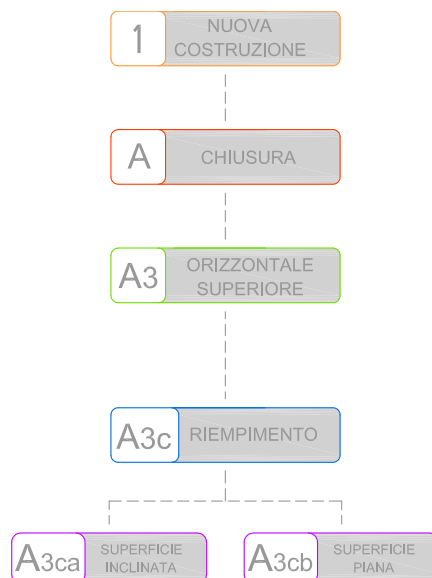 1
NUOVA
COSTRUZIONE
A
CHIUSURA
A3
ORIZZONTALE
SUPERIORE
A3c
RIEMPIMENTO
A3ca
SUPERFICIE
INCLINATA
A3cb
SUPERFICIE
PIANA